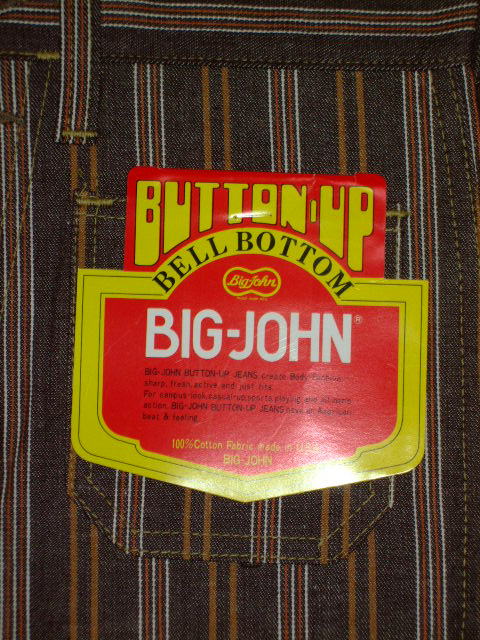 BUTTON-UP
BELL BOTTOM
Big John
BIG-JOHN®
BIG-JOHN BUTTON-UP JEANS create Body Fashion
sharp, fresh, active and just fits.
For campus-look, casual-up, sports playing and all home
action. BIG-JOHN BUTTON-UP JEANS have an American
beat & feeling.
100% Cotton Fabric made in U.S.A.
BIG-JOHN